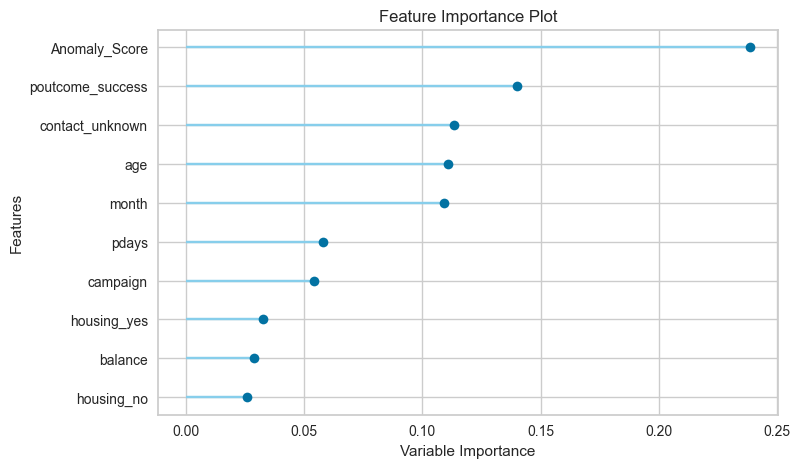 Feature Importance Plot
Features
Anomaly_Score
poutcome_success
contact_unknown
age
month
pdays
campaign
housing_yes
balance
housing_no
0.00 0.05 0.10 0.15 0.20 0.25
Variable Importance